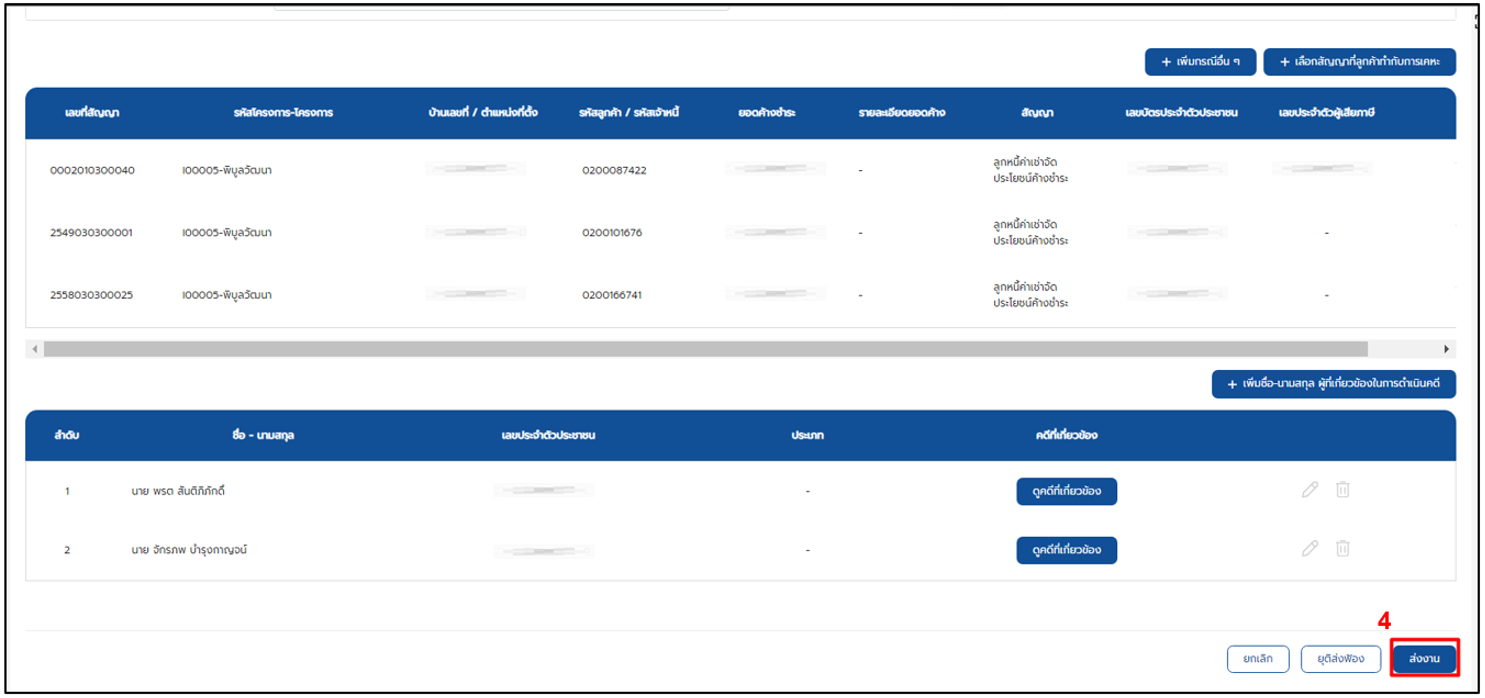 + เพิ่มกรณีอื่น ๆ + เลือกสัญญาที่ลูกค้าทำกับการเคหะ
เลขที่สัญญา รหัสโครงการ-โครงการ บ้านเลขที่ / ตำแหน่งที่ตั้ง รหัสลูกค้า / รหัสเจ้าหนี้ ยอดค้างชำระ รายละเอียดยอดค้าง สัญญา เลขบัตรประจำตัวประชาชน เลขประจำตัวผู้เสียภาษี
0002010300040 I00005-พิบูลวัฒนา 0200087422 - ลูกหนี้ค่าเช่าจัด
ประโยชน์ค้างชำระ
2549030300001 I00005-พิบูลวัฒนา 0200101676 - ลูกหนี้ค่าเช่าจัด -
ประโยชน์ค้างชำระ
2558030300025 I00005-พิบูลวัฒนา 0200166741 - ลูกหนี้ค่าเช่าจัด -
ประโยชน์ค้างชำระ
+ เพิ่มชื่อ-นามสกุล ผู้ที่เกี่ยวข้องในการดำเนินคดี
ลำดับ ชื่อ - นามสกุล เลขประจำตัวประชาชน ประเภท คดีที่เกี่ยวข้อง
1 นาย พรต สันติภิภักดิ์ - ดูคดีที่เกี่ยวข้อง
2 นาย จักรภพ บำรุงกาญจน์ - ดูคดีที่เกี่ยวข้อง
4
ยกเลิก ยุติส่งฟ้อง ส่งงาน